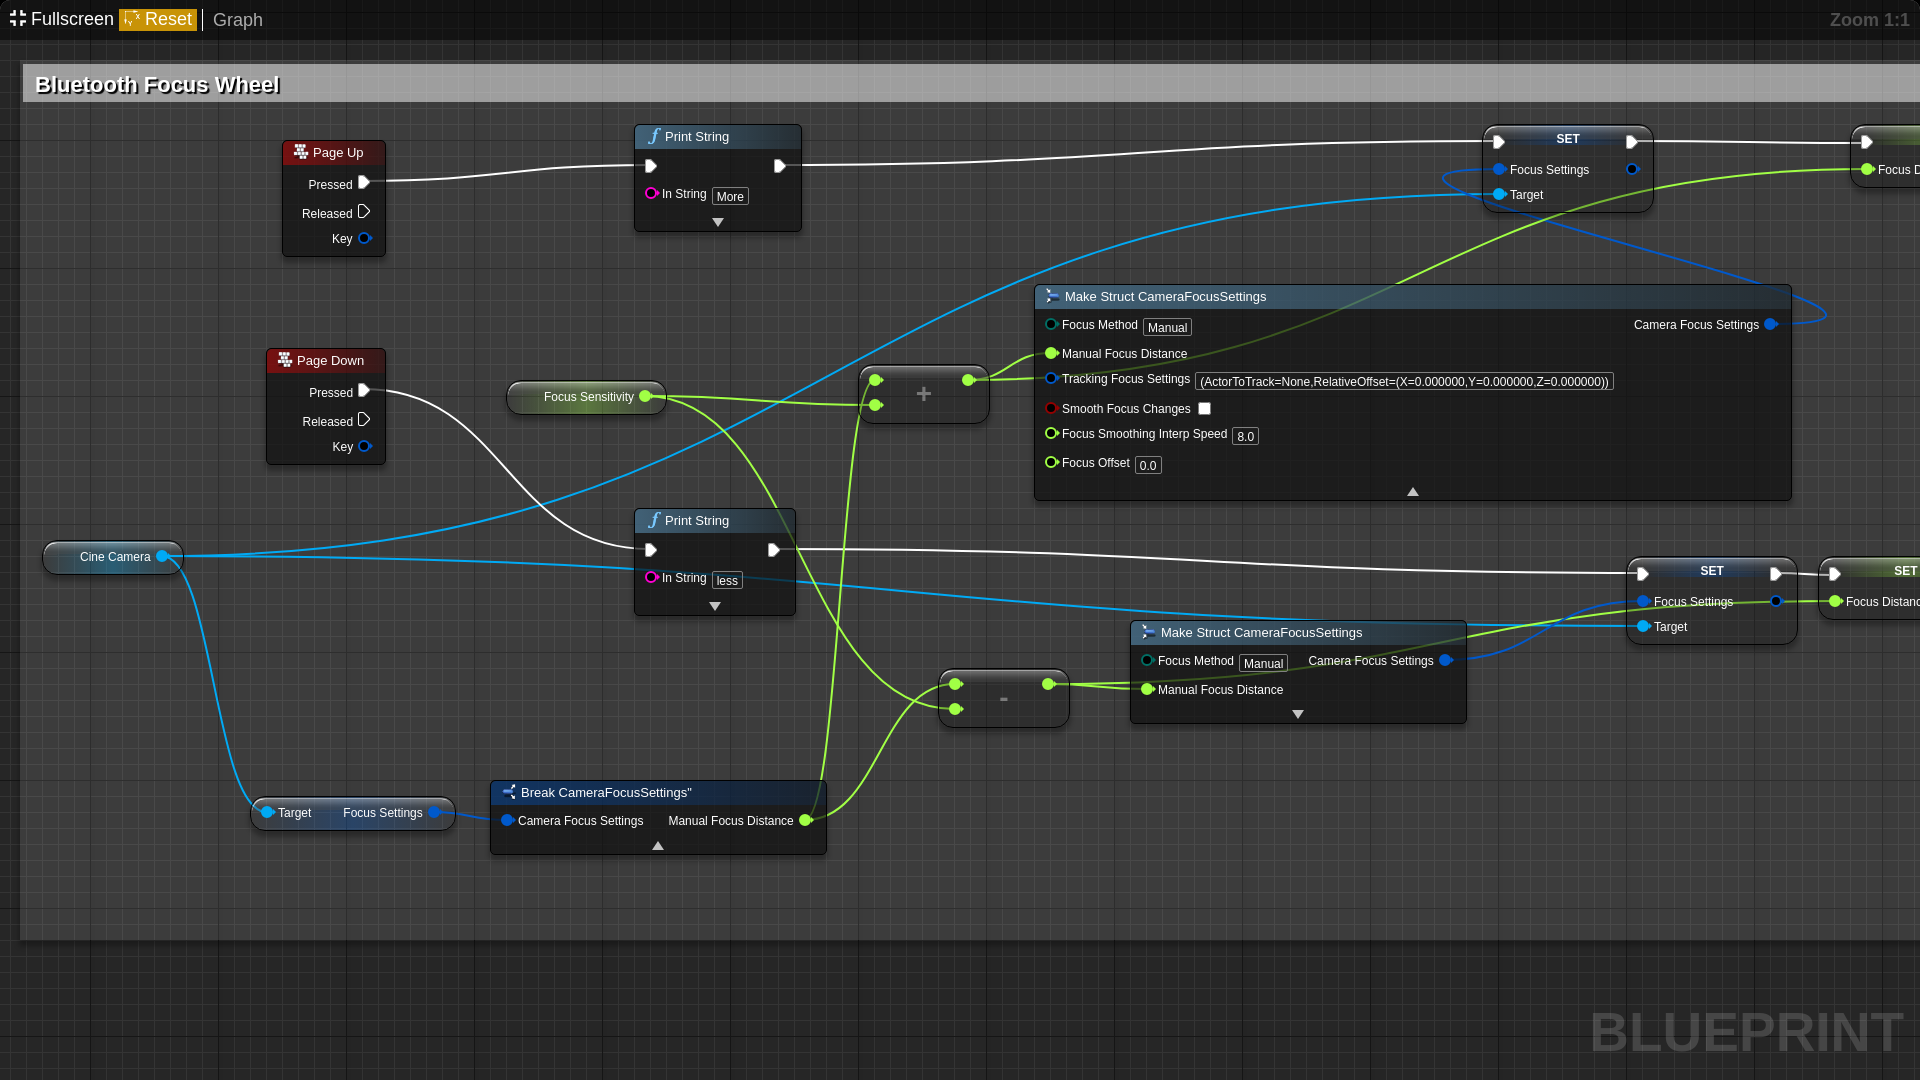 Fullscreen Reset Graph Zoom 1:1
Bluetooth Focus Wheel
Page Up
Pressed
Released
Key
Print String
In String More
SET
Focus Settings
Target
Focus D
Make Struct CameraFocusSettings
Focus Method Manual Camera Focus Settings
Manual Focus Distance
Tracking Focus Settings (ActorToTrack=None,RelativeOffset=(X=0.000000,Y=0.000000,Z=0.000000))
Smooth Focus Changes
Focus Smoothing Interp Speed 8.0
Focus Offset 0.0
Page Down
Pressed
Released
Key
Focus Sensitivity
+
Print String
In String less
Cine Camera
SET
Focus Settings
Target
SET
Focus Distanc
Make Struct CameraFocusSettings
Focus Method Manual Camera Focus Settings
Manual Focus Distance
-
Target Focus Settings
Break CameraFocusSettings"
Camera Focus Settings Manual Focus Distance
BLUEPRINT